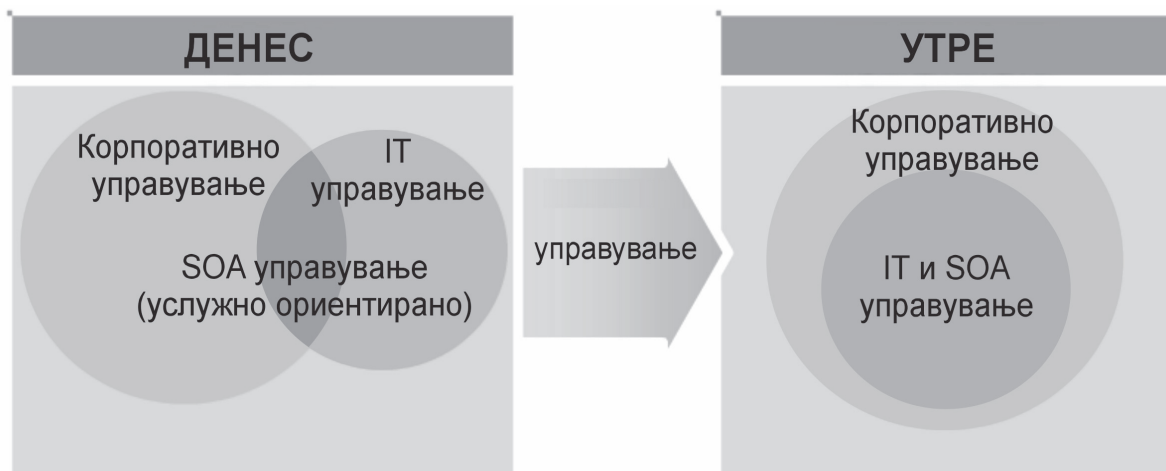 ДЕНЕС
Корпоративно
управување
IT
управување
SOA управување
(услужно ориентирано)
управување
УТРЕ
Корпоративно
управување
IT и SOA
управување